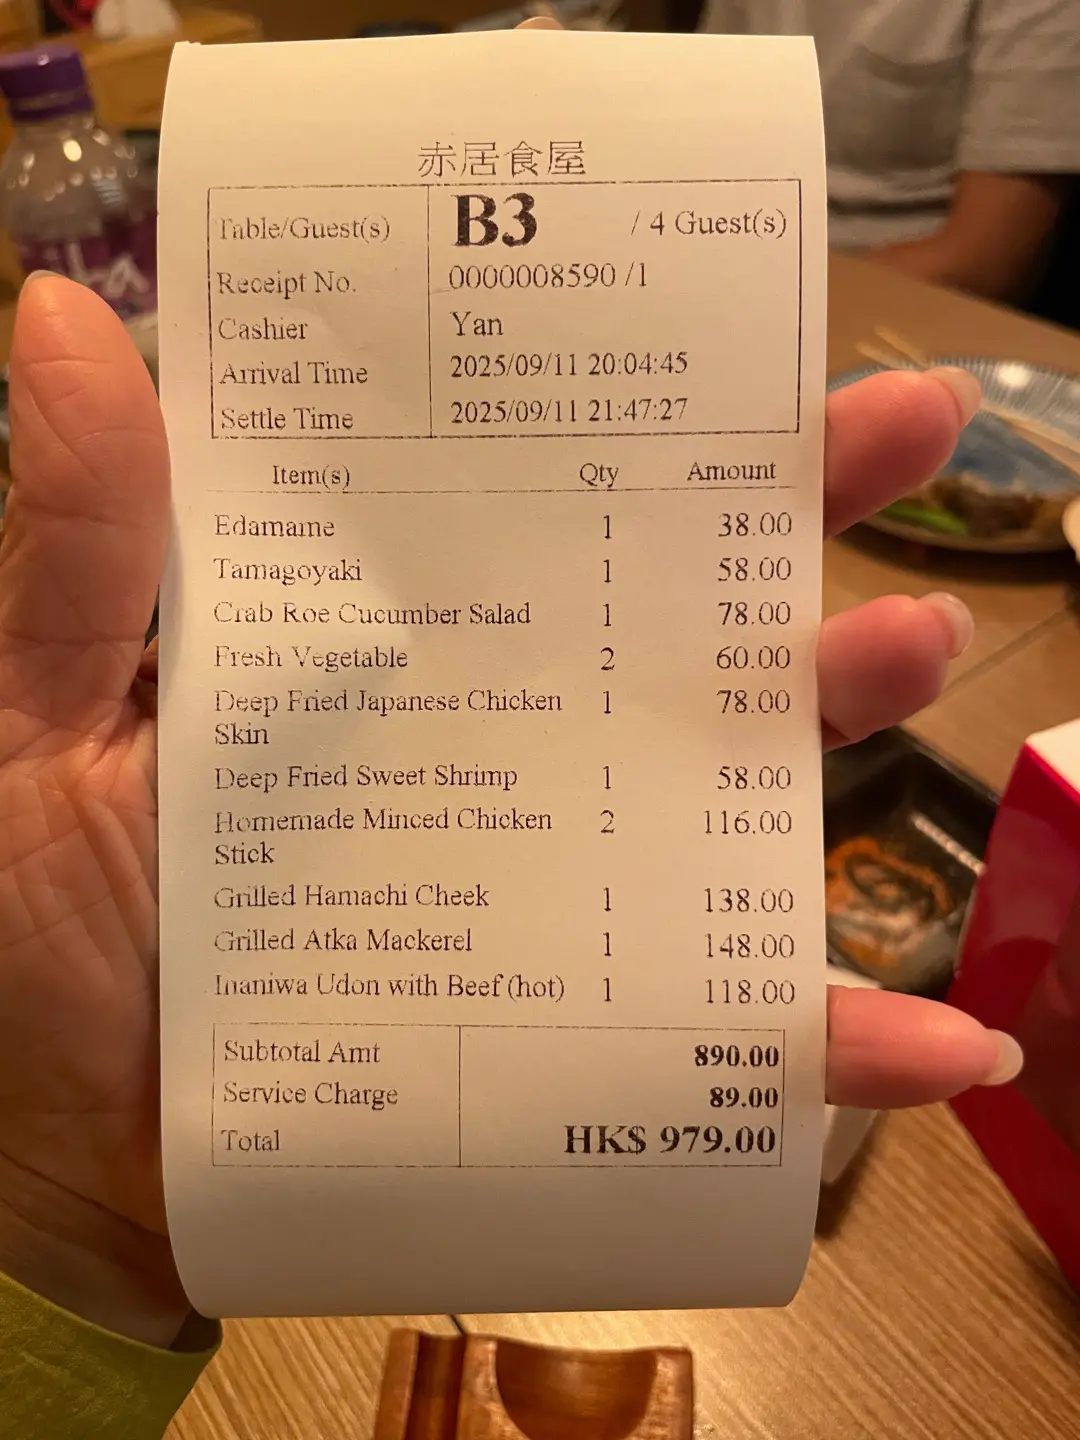 赤居食屋
Table/Guest(s) B3 / 4 Guest(s)
Receipt No. 0000008590 /1
Cashier Yan
Arrival Time 2025/09/11 20:04:45
Settle Time 2025/09/11 21:47:27
Item(s) Qty Amount
Edamame 1 38.00
Tamagoyaki 1 58.00
Crab Roe Cucumber Salad 1 78.00
Fresh Vegetable 2 60.00
Deep Fried Japanese Chicken 1 78.00
Skin
Deep Fried Sweet Shrimp 1 58.00
Homemade Minced Chicken 2 116.00
Stick
Grilled Hamachi Cheek 1 138.00
Grilled Atka Mackerel 1 148.00
Inaniwa Udon with Beef (hot) 1 118.00
Subtotal Amt 890.00
Service Charge 89.00
Total HK$ 979.00